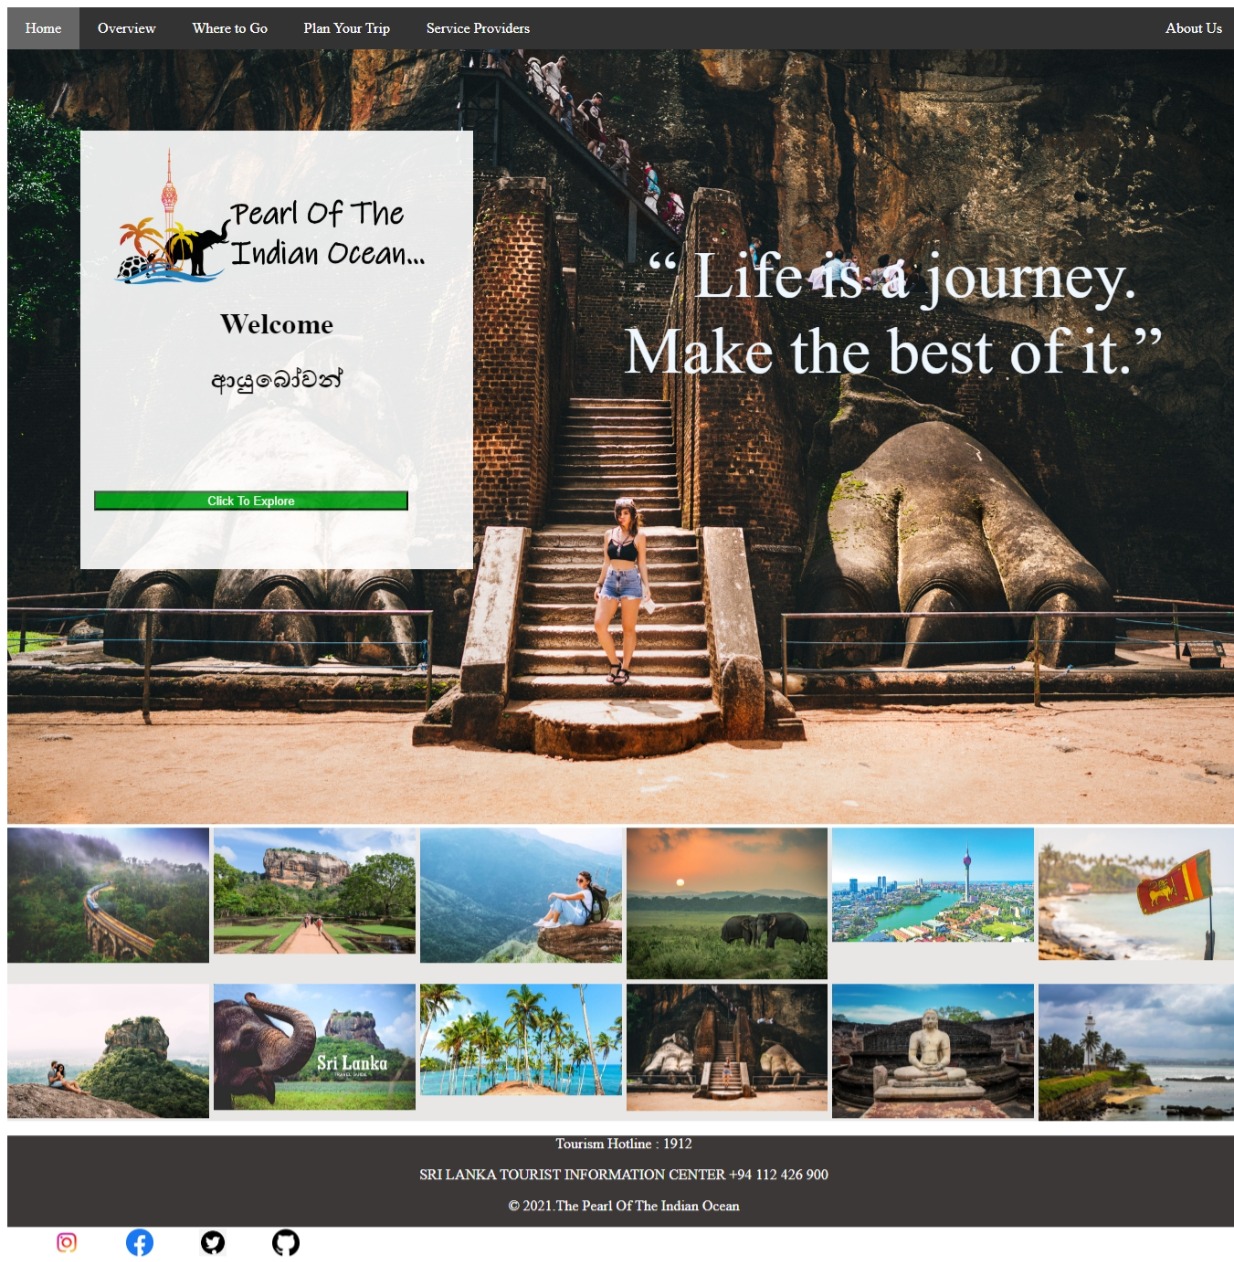 Home Overview Where to Go Plan Your Trip Service Providers About Us
Pearl Of The
Indian Ocean...
Welcome
ආයුබෝවන්
Click To Explore
“ Life is a journey.
Make the best of it.”
Sri Lanka
Tourism Hotline : 1912
SRI LANKA TOURIST INFORMATION CENTER +94 112 426 900
© 2021.The Pearl Of The Indian Ocean